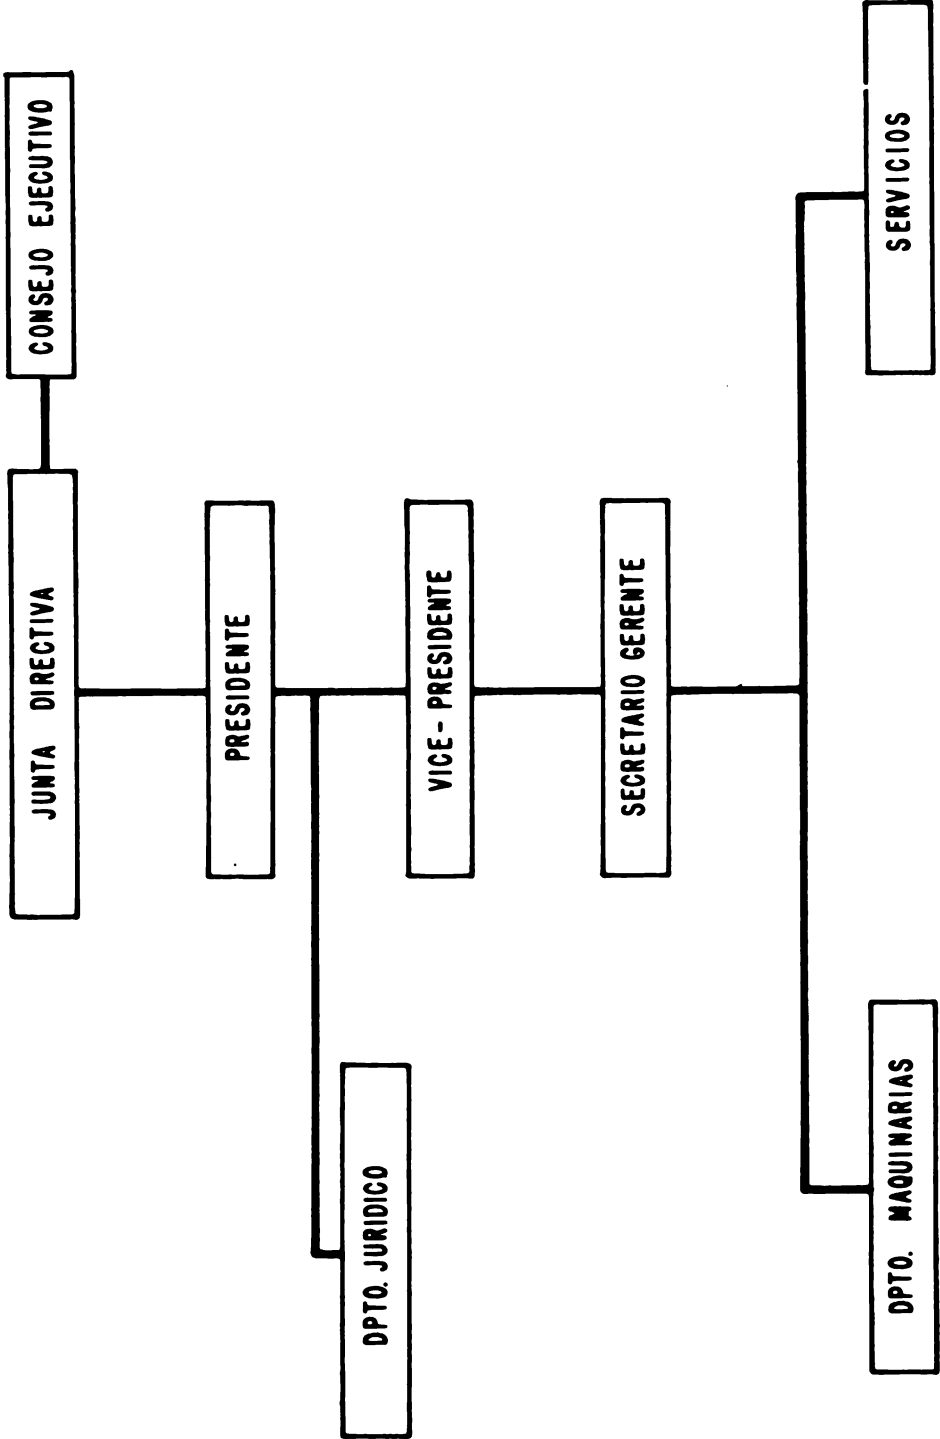 JUNTA DIRECTIVA
CONSEJO EJECUTIVO
PRESIDENTE
DPTO. JURIDICO
VICE-PRESIDENTE
SECRETARIO GERENTE
DPTO. MAQUINARIAS
SERVICIOS